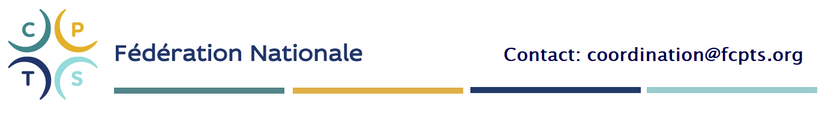 C P
T S
Fédération Nationale
Contact: coordination@fcpts.org